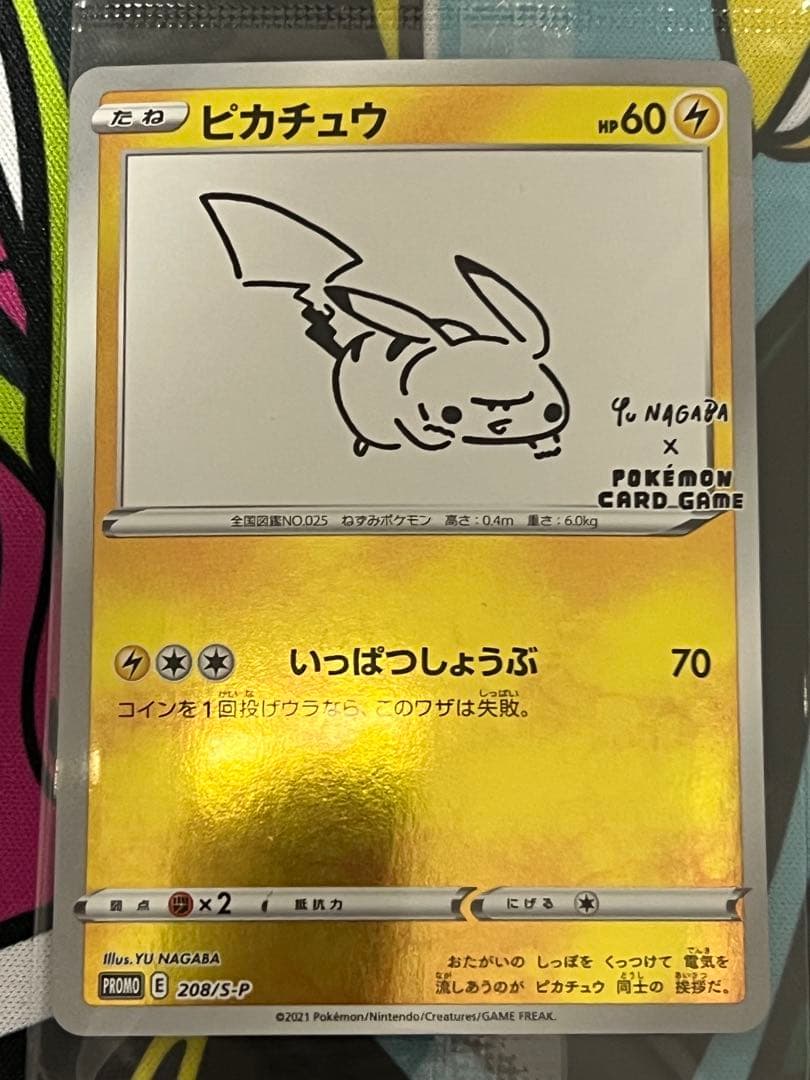 たね ピカチュウ HP60
Yu NAGABA
X
POKÉMON
CARD GAME
全国図鑑NO.025 ねずみポケモン 高さ:0.4m 重さ:6.0kg
いっぱつしょうぶ 70
コインを1回投げウラなら、このワザは失敗。
弱点 ×2 抵抗力 にげる
Illus.YU NAGABA
PROMO E 208/S-P
おたがいの しっぽを くっつけて 電気を
流しあうのが ピカチュウ 同士の 挨拶だ。
©2021 Pokémon/Nintendo/Creatures/GAME FREAK.